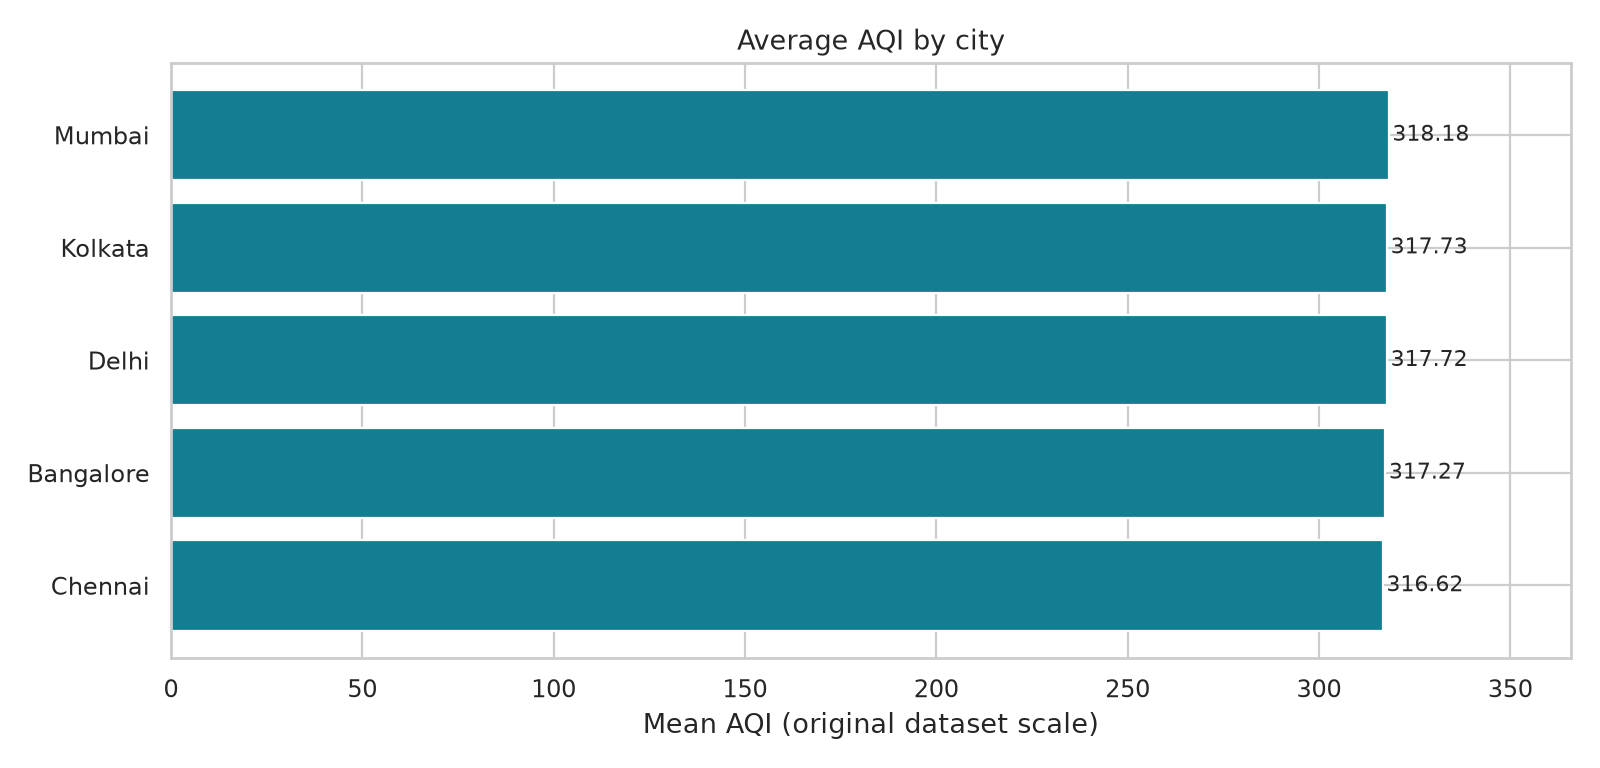 Average AQI by city
Mumbai 318.18
Kolkata 317.73
Delhi 317.72
Bangalore 317.27
Chennai 316.62
0 50 100 150 200 250 300 350
Mean AQI (original dataset scale)